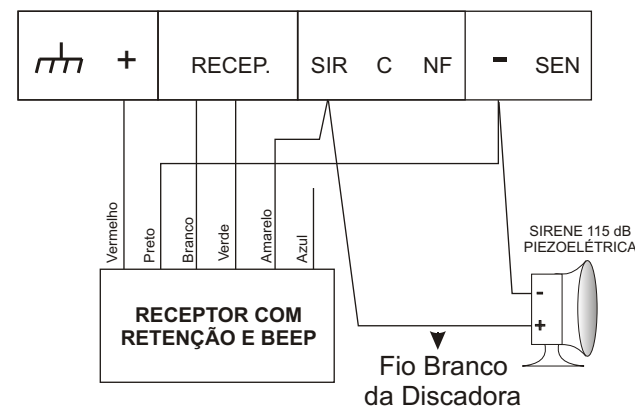 + RECEP. SIR C NF - SEN
Vermelho
Preto
Branco
Verde
Amarelo
Azul
SIRENE 115 dB
PIEZOELÉTRICA
-
+
RECEPTOR COM
RETENÇÃO E BEEP
Fio Branco
da Discadora